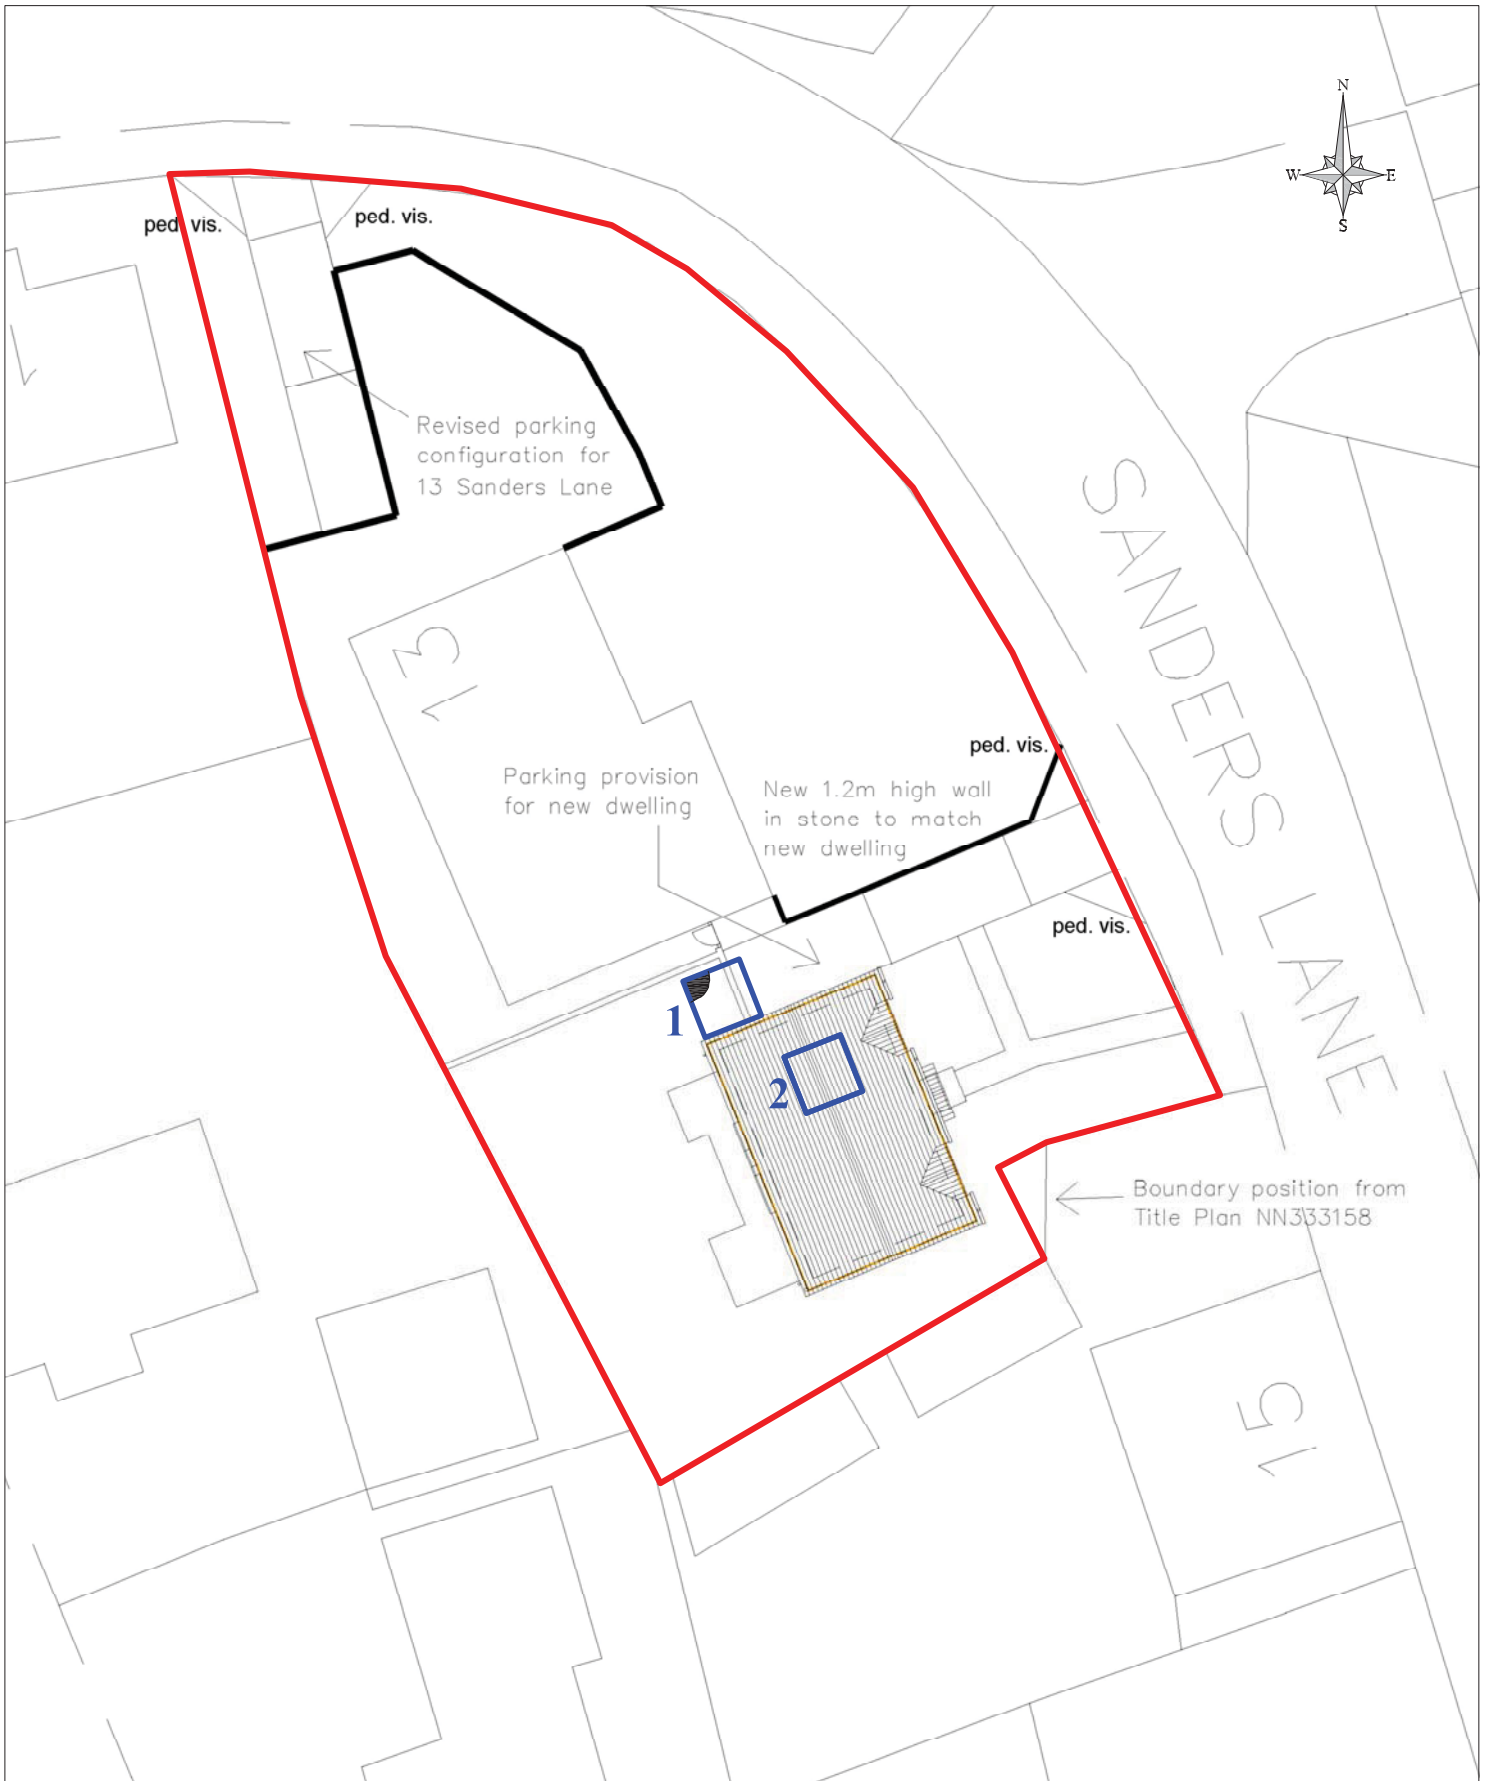 N
W E
S
ped. vis.
ped. vis.
Revised parking
configuration for
13 Sanders Lane
SANDERS LANE
13
ped. vis.
Parking provision
for new dwelling
New 1.2m high wall
in stone to match
new dwelling
ped. vis.
1
2
Boundary position from
Title Plan NN333158
15